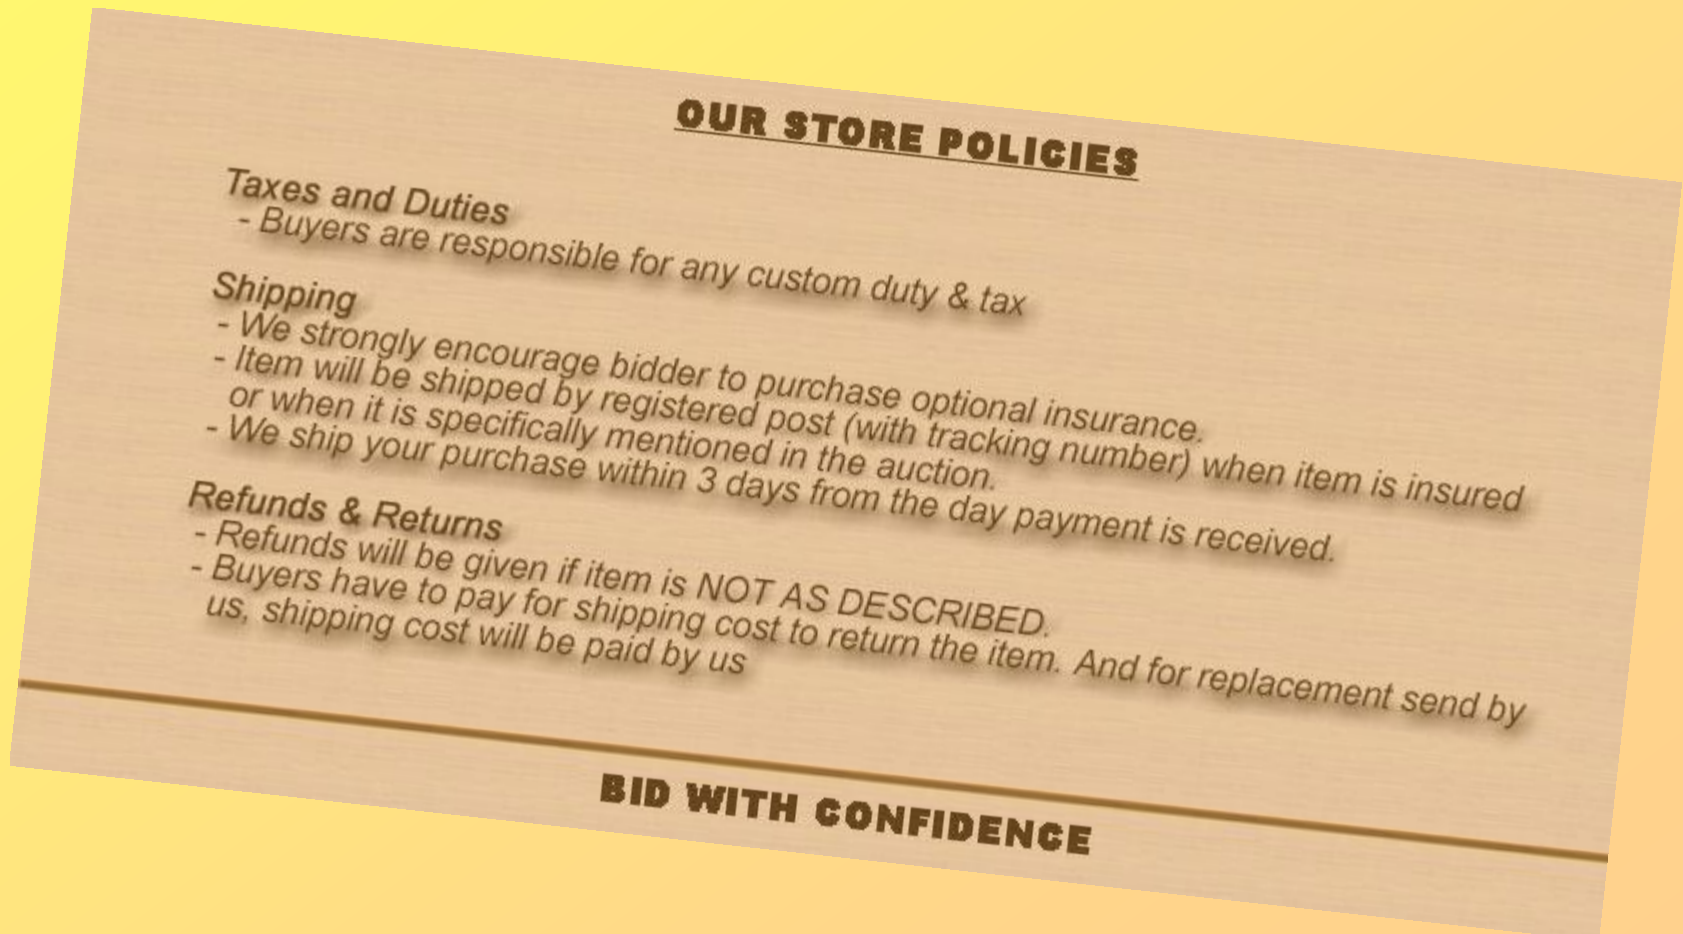 OUR STORE POLICIES
Taxes and Duties
- Buyers are responsible for any custom duty & tax
Shipping
- We strongly encourage bidder to purchase optional insurance.
- Item will be shipped by registered post (with tracking number) when item is insured
or when it is specifically mentioned in the auction.
- We ship your purchase within 3 days from the day payment is received.
Refunds & Returns
- Refunds will be given if item is NOT AS DESCRIBED.
- Buyers have to pay for shipping cost to return the item. And for replacement send by
us, shipping cost will be paid by us
BID WITH CONFIDENCE